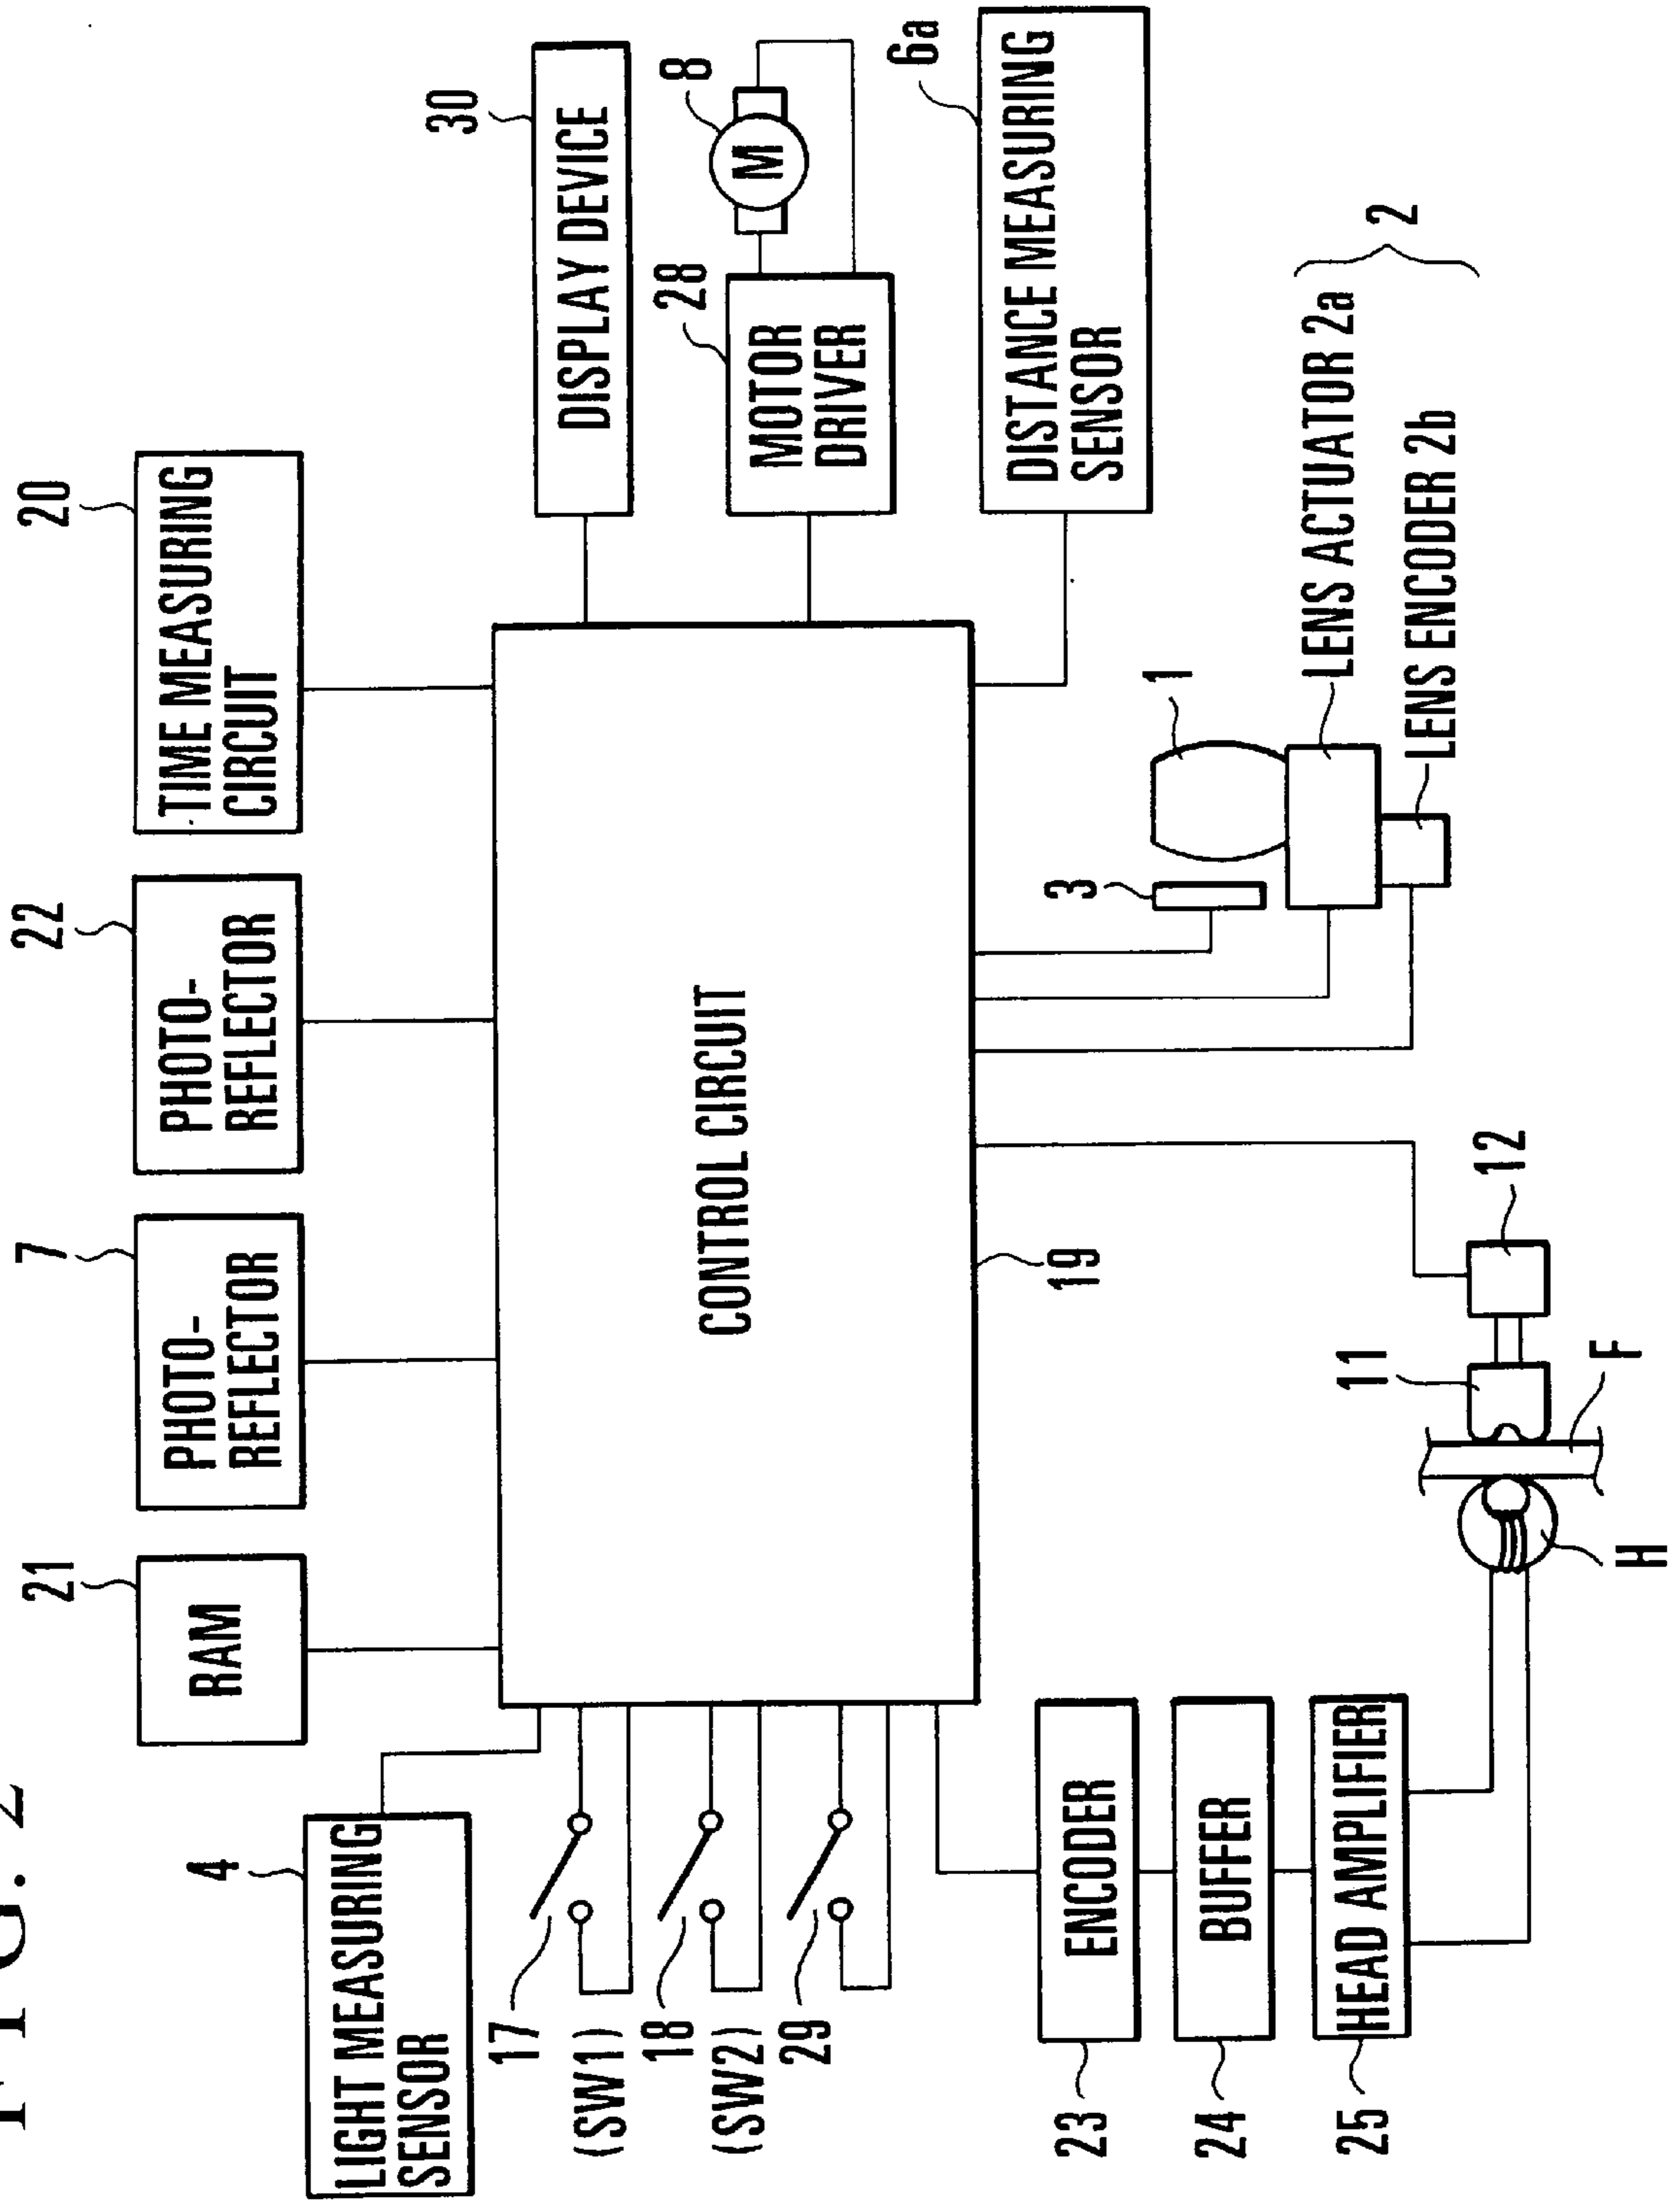 FIG. 2
4
LIGHT MEASURING
SENSOR
21
RAM
7
PHOTO-
REFLECTOR
22
PHOTO-
REFLECTOR
20
TIME MEASURING
CIRCUIT
17
(SW1)
18
(SW2)
29
CONTROL CIRCUIT
19
30
DISPLAY DEVICE
28
MOTOR
DRIVER
8
M
6a
DISTANCE MEASURING
SENSOR
23
ENCODER
24
BUFFER
25
HEAD AMPLIFIER
H
F
11
12
3
1
LENS ACTUATOR 2a
LENS ENCODER 2b
2